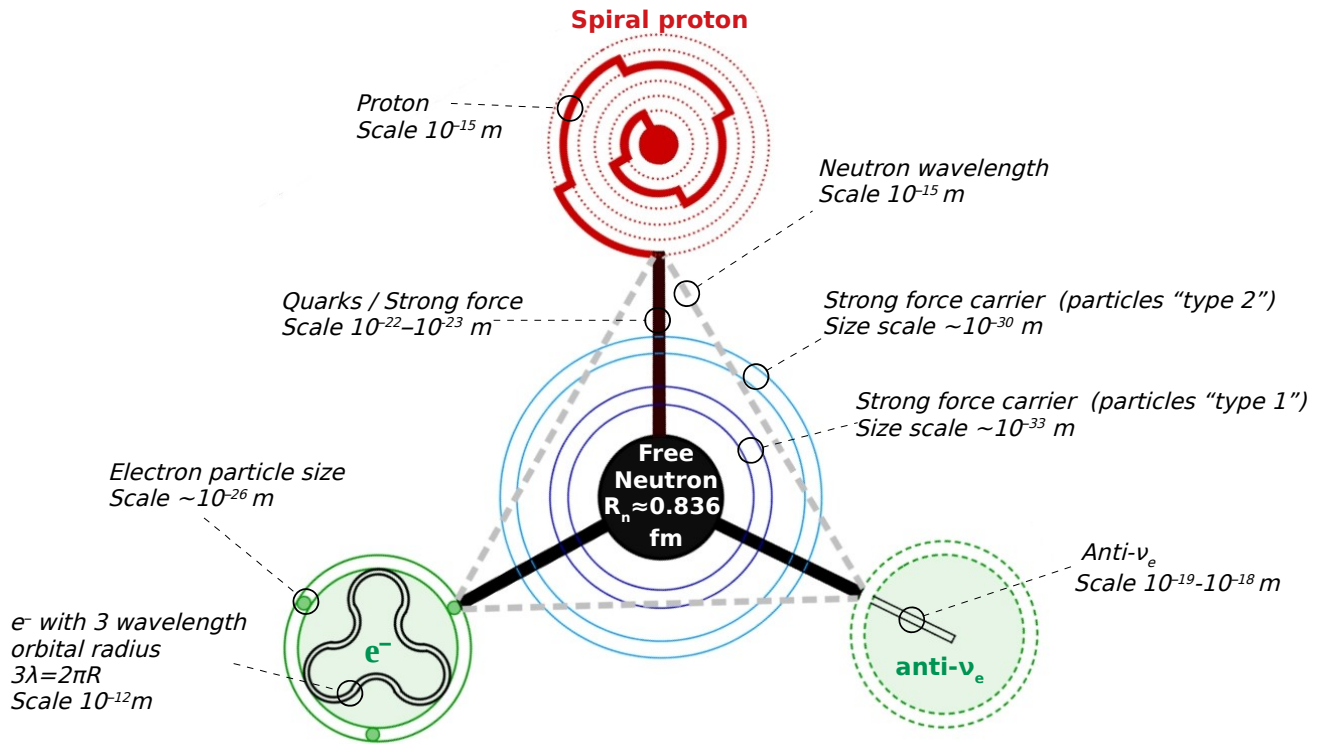 Spiral proton
Proton
Scale 10⁻¹⁵ m
Neutron wavelength
Scale 10⁻¹⁵ m
Quarks / Strong force
Scale 10⁻²²–10⁻²³ m
Strong force carrier (particles “type 2”)
Size scale ~10⁻³⁰ m
Strong force carrier (particles “type 1”)
Size scale ~10⁻³³ m
Free
Neutron
Rₙ≈0.836
fm
Electron particle size
Scale ~10⁻²⁶ m
Anti-νₑ
Scale 10⁻¹⁹-10⁻¹⁸ m
e⁻ with 3 wavelength
orbital radius
3λ=2πR
Scale 10⁻¹²m
e⁻
anti-νₑ